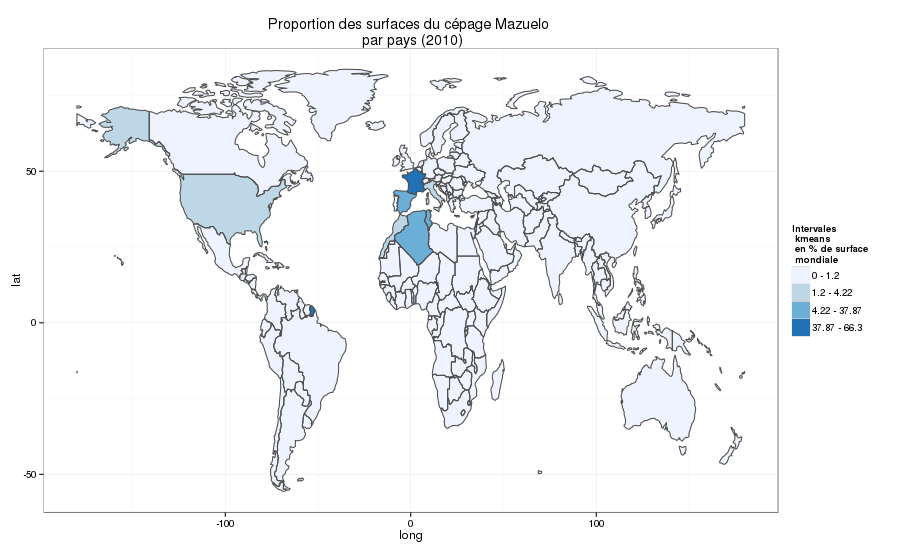 Proportion des surfaces du cépage Mazuelo
par pays (2010)
lat
50
0
-50
-100
0
100
long
Intervales
kmeans
en % de surface
mondiale
0 - 1.2
1.2 - 4.22
4.22 - 37.87
37.87 - 66.3